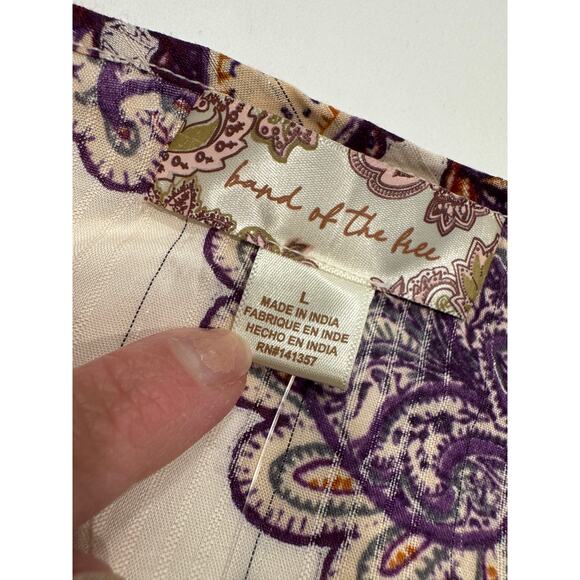 band of the free
L
MADE IN INDIA
FABRIQUE EN INDE
HECHO EN INDIA
RN#141357